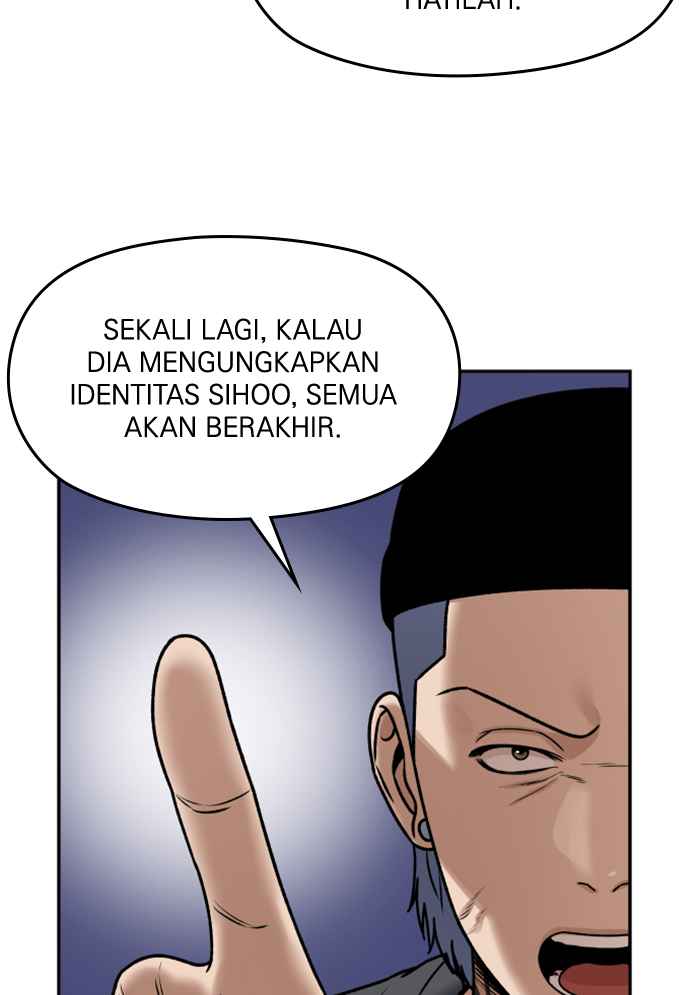 SEKALI LAGI, KALAU
DIA MENGUNGKAPKAN
IDENTITAS SIHOO, SEMUA
AKAN BERAKHIR.